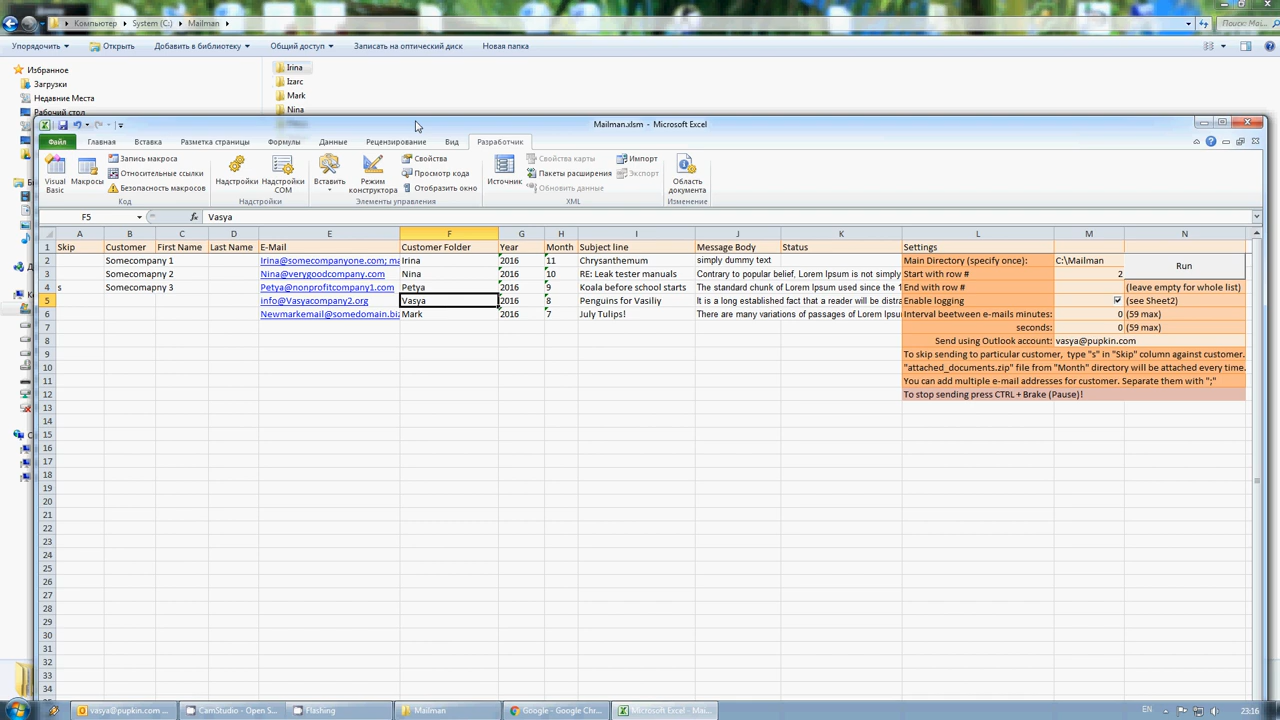 Компьютер ▸ System (C:) ▸ Mailman ▸
Поиск: Mai...
Упорядочить Открыть Добавить в библиотеку Общий доступ Записать на оптический диск Новая папка
Избранное
Загрузки
Недавние Места
Рабочий стол
Irina
Izarc
Mark
Nina
Mailman.xlsm - Microsoft Excel
Файл Главная Вставка Разметка страницы Формулы Данные Рецензирование Вид Разработчик
Visual Basic
Макросы
Запись макроса
Относительные ссылки
Безопасность макросов
Код
Надстройки
Надстройки COM
Надстройки
Вставить
Режим конструктора
Свойства
Просмотр кода
Отобразить окно
Элементы управления
Источник
Свойства карты
Пакеты расширения
Обновить данные
Импорт
Экспорт
XML
Область документа
Изменение
F5 fx Vasya
A B C D E F G H I J K L M N
1 Skip Customer First Name Last Name E-Mail Customer Folder Year Month Subject line Message Body Status Settings
2 Somecompany 1 Irina@somecompanyone.com; ma Irina 2016 11 Chrysanthemum simply dummy text Main Directory (specify once): C:\Mailman Run
3 Somecomapny 2 Nina@verygoodcompany.com Nina 2016 10 RE: Leak tester manuals Contrary to popular belief, Lorem Ipsum is not simply Start with row # 2
4 s Somecomapny 3 Petya@nonprofitcompany1.com Petya 2016 9 Koala before school starts The standard chunk of Lorem Ipsum used since the 1 End with row # (leave empty for whole list)
5 info@Vasyacompany2.org Vasya 2016 8 Penguins for Vasiliy It is a long established fact that a reader will be distra Enable logging (see Sheet2)
6 Newmarkemail@somedomain.biz Mark 2016 7 July Tulips! There are many variations of passages of Lorem Ipsum Interval beetween e-mails minutes: 0 (59 max)
7 seconds: 0 (59 max)
8 Send using Outlook account: vasya@pupkin.com
9 To skip sending to particular customer, type "s" in "Skip" column against customer.
10 "attached_documents.zip" file from "Month" directory will be attached every time.
11 You can add multiple e-mail addresses for customer. Separate them with ";"
12 To stop sending press CTRL + Brake (Pause)!
13
14
15
16
17
18
19
20
21
22
23
24
25
26
27
28
29
30
31
32
33
34
vasya@pupkin.com ... CamStudio - Open S... Flashing Mailman Google - Google Chr... Microsoft Excel - Mai... EN 23:16